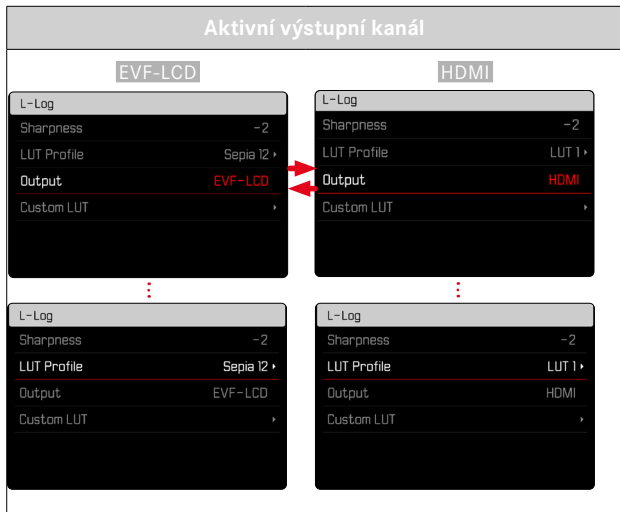 Aktivní výstupní kanál
EVF-LCD
L-Log
Sharpness -2
LUT Profile Sepia 12
Output EVF-LCD
Custom LUT
L-Log
Sharpness -2
LUT Profile Sepia 12
Output EVF-LCD
Custom LUT
HDMI
L-Log
Sharpness -2
LUT Profile LUT 1
Output HDMI
Custom LUT
L-Log
Sharpness -2
LUT Profile LUT 1
Output HDMI
Custom LUT